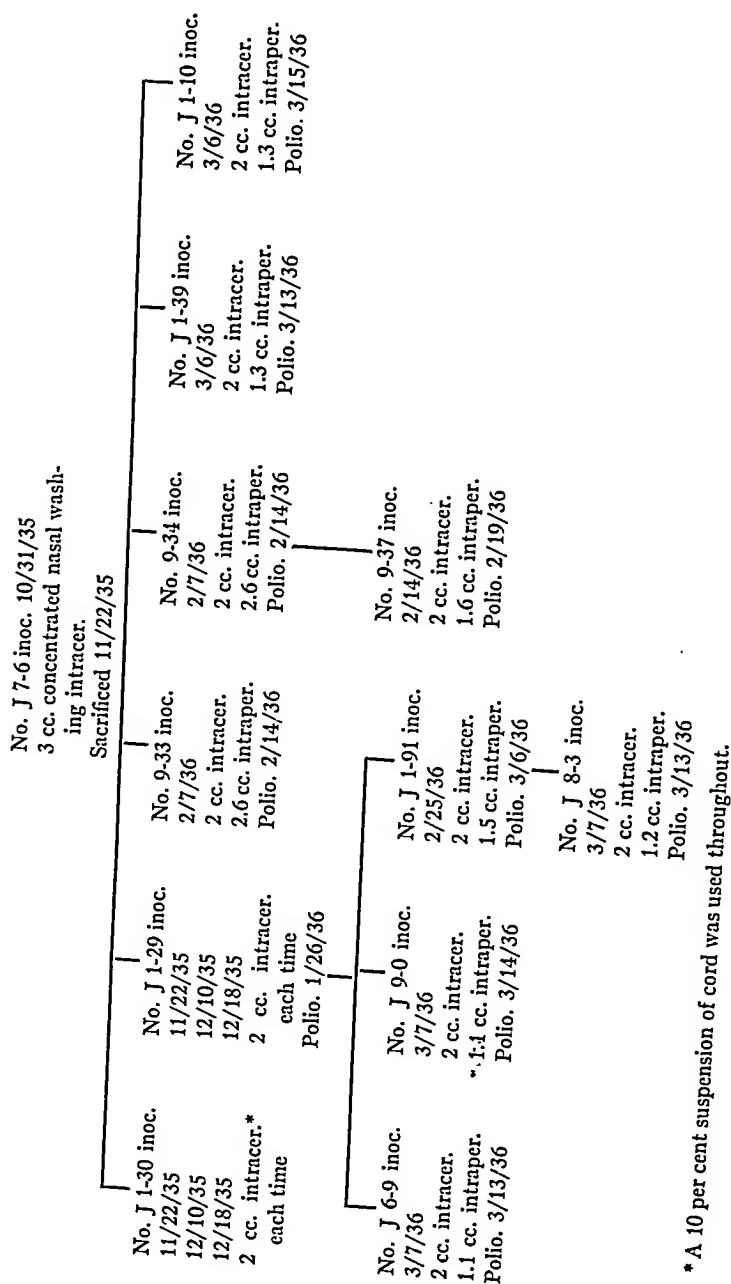 No. J 7-6 inoc. 10/31/35
3 cc. concentrated nasal wash-
ing intracer.
Sacrificed 11/22/35
No. J 1-30 inoc.
11/22/35
12/10/35
12/18/35
2 cc. intracer.*
each time
No. J 1-29 inoc.
11/22/35
12/10/35
12/18/35
2 cc. intracer.
each time
Polio. 1/26/36
No. 9-33 inoc.
2/7/36
2 cc. intracer.
2.6 cc. intraper.
Polio. 2/14/36
No. 9-34 inoc.
2/7/36
2 cc. intracer.
2.6 cc. intraper.
Polio. 2/14/36
No. J 1-39 inoc.
3/6/36
2 cc. intracer.
1.3 cc. intraper.
Polio. 3/13/36
No. J 1-10 inoc.
3/6/36
2 cc. intracer.
1.3 cc. intraper.
Polio. 3/15/36
No. J 6-9 inoc.
3/7/36
2 cc. intracer.
1.1 cc. intraper.
Polio. 3/13/36
No. J 9-0 inoc.
3/7/36
2 cc. intracer.
1.1 cc. intraper.
Polio. 3/14/36
No. J 1-91 inoc.
2/25/36
2 cc. intracer.
1.5 cc. intraper.
Polio. 3/6/36
No. 9-37 inoc.
2/14/36
2 cc. intracer.
1.6 cc. intraper.
Polio. 2/19/36
No. J 8-3 inoc.
3/7/36
2 cc. intracer.
1.2 cc. intraper.
Polio. 3/13/36
* A 10 per cent suspension of cord was used throughout.